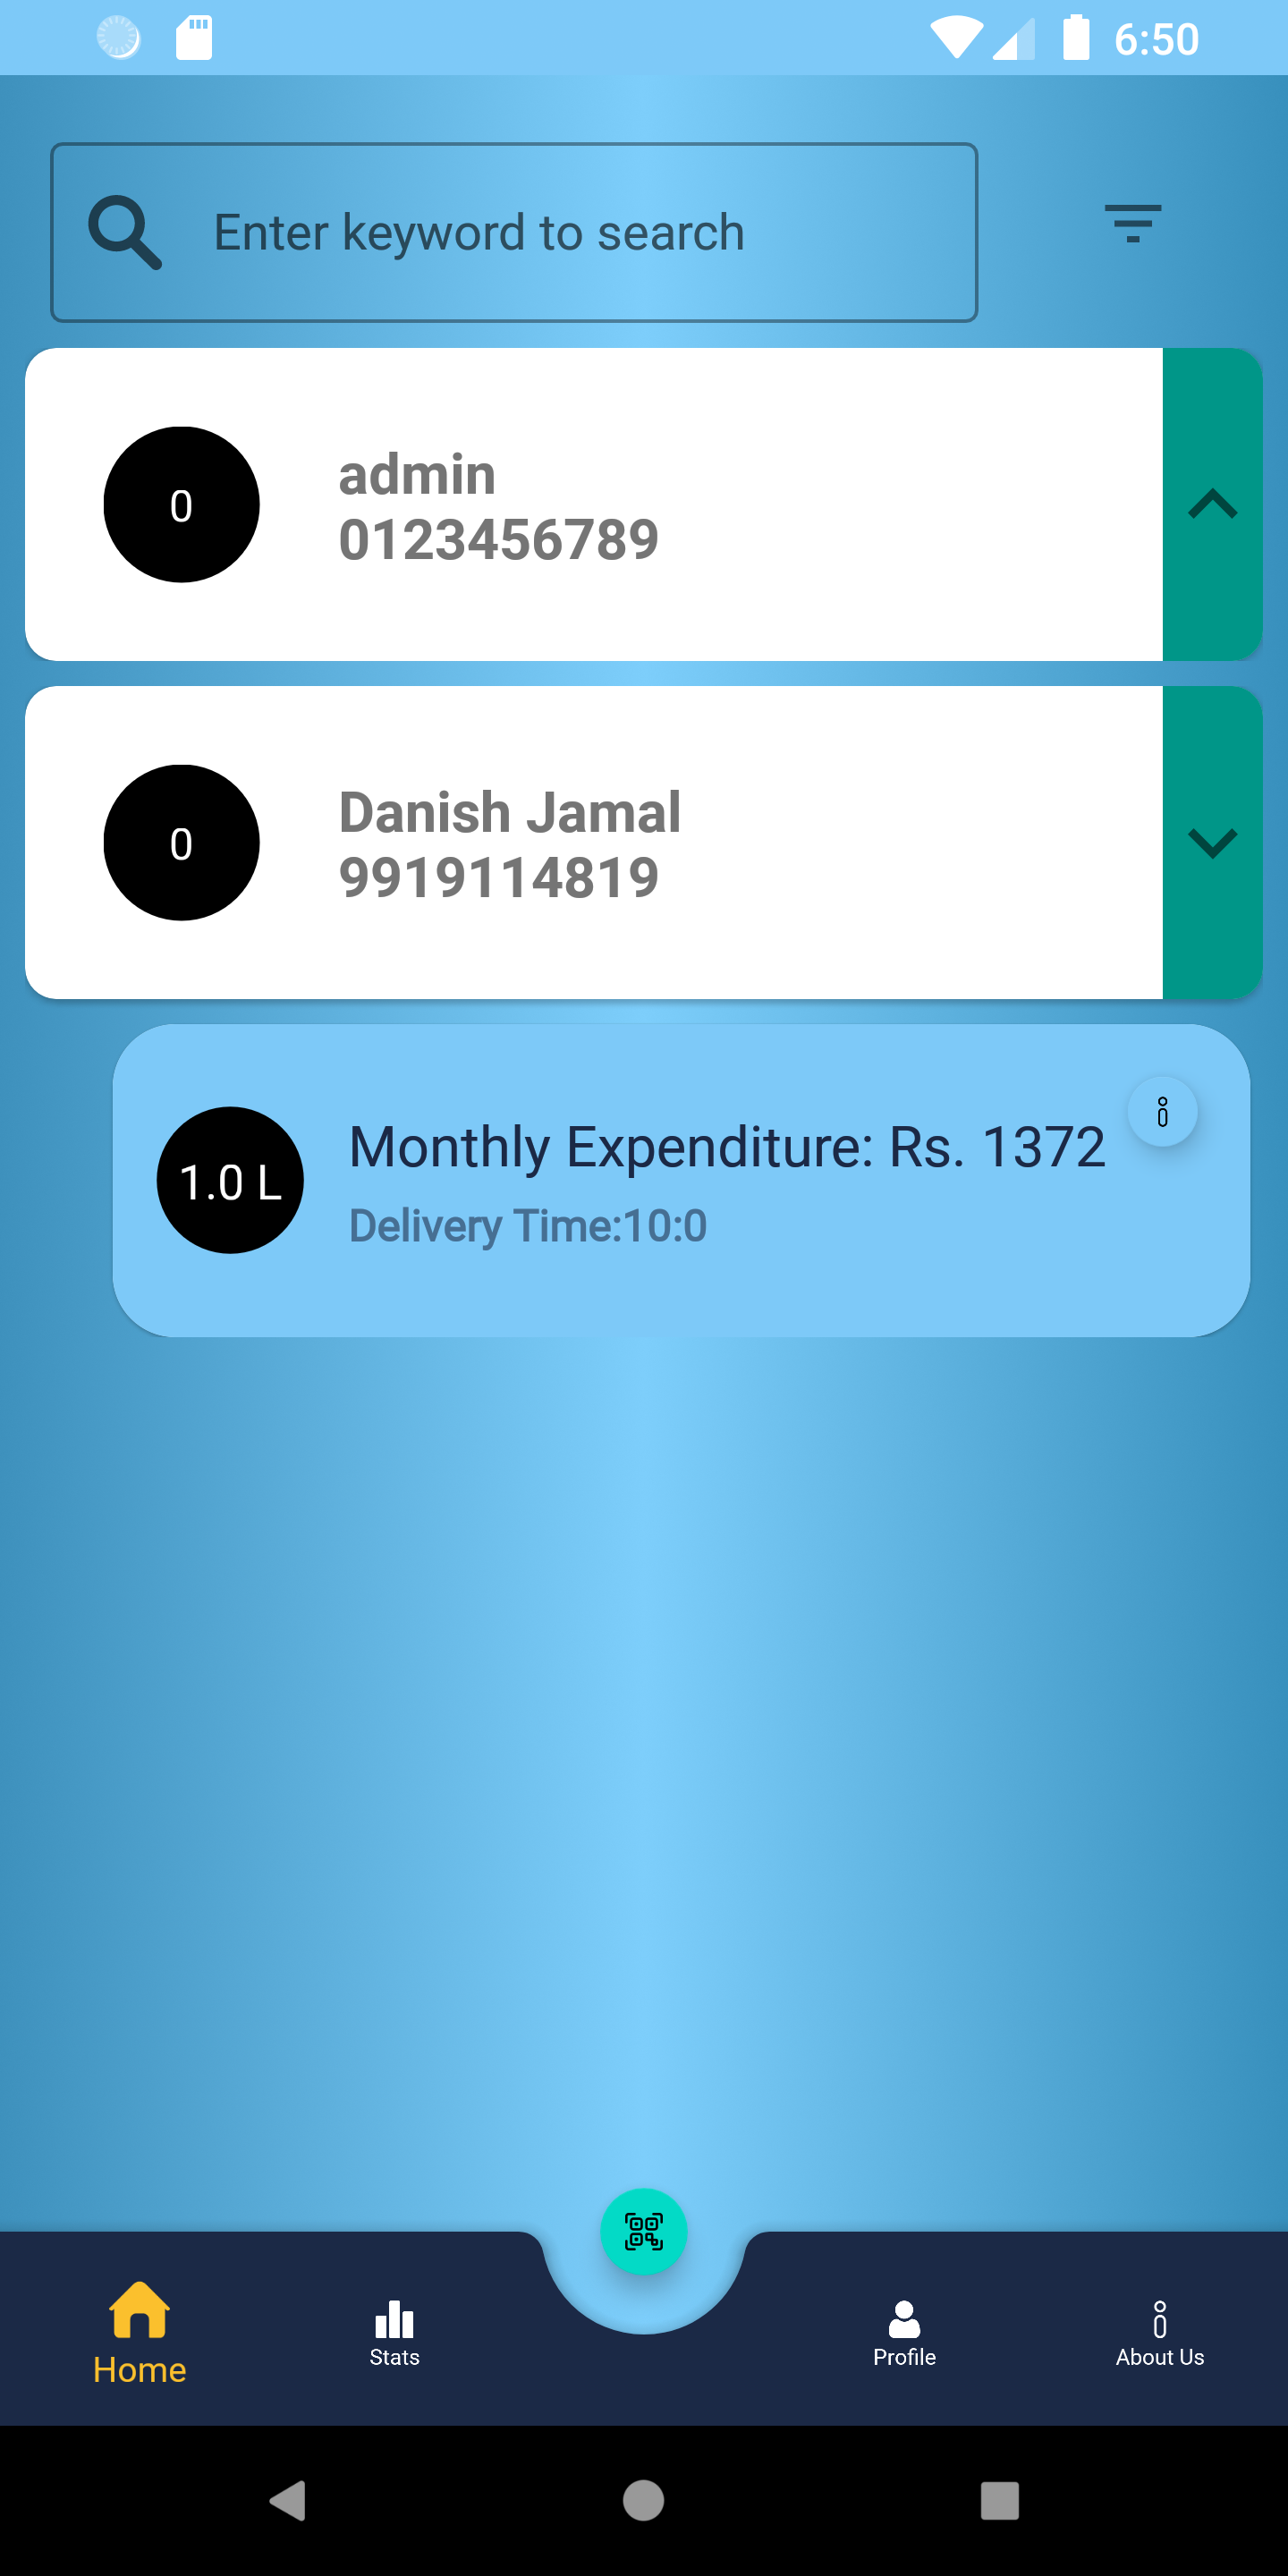 6:50
Enter keyword to search
0
admin
0123456789
0
Danish Jamal
9919114819
1.0 L
Monthly Expenditure: Rs. 1372
Delivery Time:10:0
Home
Stats
Profile
About Us